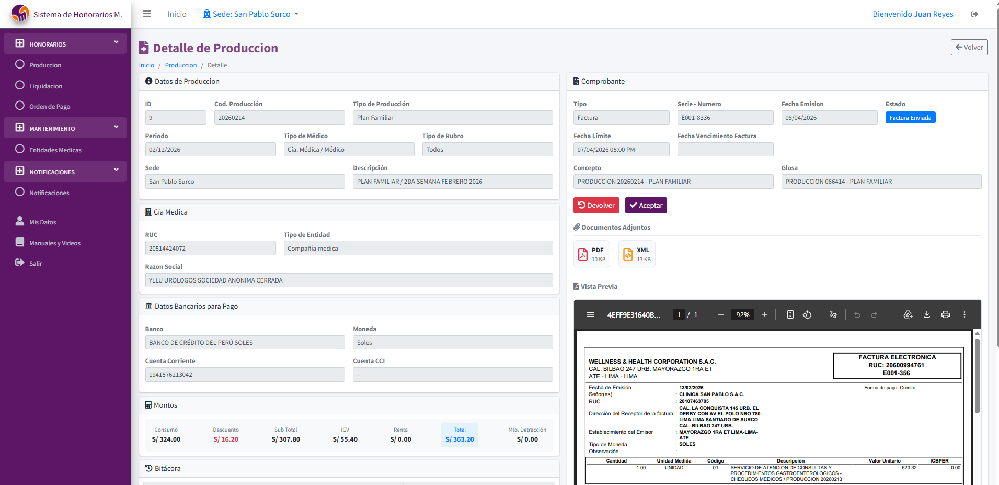 Sistema de Honorarios M.
Inicio
Sede: San Pablo Surco
Bienvenido Juan Reyes
HONORARIOS
Produccion
Liquidacion
Orden de Pago
MANTENIMIENTO
Entidades Medicas
NOTIFICACIONES
Notificaciones
Mis Datos
Manuales y Videos
Salir
Detalle de Produccion
Volver
Inicio / Produccion / Detalle
Datos de Produccion
ID
Cod. Producción
Tipo de Producción
9
20260214
Plan Familiar
Periodo
Tipo de Médico
Tipo de Rubro
02/12/2026
Cía. Médica / Médico
Todos
Sede
Descripción
San Pablo Surco
PLAN FAMILIAR / 2DA SEMANA FEBRERO 2026
Cía Medica
RUC
Tipo de Entidad
20514424072
Compañía medica
Razon Social
YLLU UROLOGOS SOCIEDAD ANONIMA CERRADA
Datos Bancarios para Pago
Banco
Moneda
BANCO DE CRÉDITO DEL PERÚ SOLES
Soles
Cuenta Corriente
Cuenta CCI
1941576213042
-
Montos
Consumo
Descuento
Sub Total
IGV
Renta
Total
Mto. Detracción
S/ 324.00
S/ 16.20
S/ 307.80
S/ 55.40
S/ 0.00
S/ 363.20
S/ 0.00
Bitácora
Comprobante
Tipo
Serie - Numero
Fecha Emision
Estado
Factura
E001-8336
08/04/2026
Factura Enviada
Fecha Límite
Fecha Vencimiento Factura
07/04/2026 05:00 PM
-
Concepto
Glosa
PRODUCCION 20260214 - PLAN FAMILIAR
PRODUCCION 066414 - PLAN FAMILIAR
Devolver
Aceptar
Documentos Adjuntos
PDF
10 KB
XML
13 KB
Vista Previa
4EFF9E31640B...
1 / 1
92%
WELLNESS & HEALTH CORPORATION S.A.C.
CAL. BILBAO 247 URB. MAYORAZGO 1RA ET
ATE - LIMA - LIMA
FACTURA ELECTRONICA
RUC: 20600994761
E001-356
Fecha de Emisión : 13/02/2026
Forma de pago: Crédito
Señor(es) : CLINICA SAN PABLO S.A.C.
RUC : 20107463705
CAL. LA CONQUISTA 145 URB. EL
Dirección del Receptor de la factura : DERBY CON AV EL POLO NRO 780
LIMA LIMA SANTIAGO DE SURCO
CAL. BILBAO 247 URB.
Establecimiento del Emisor : MAYORAZGO 1RA ET LIMA-LIMA-
ATE
Tipo de Moneda : SOLES
Observación :
Cantidad Unidad Medida Código Descripción Valor Unitario ICBPER
1.00 UNIDAD 01 SERVICIO DE ATENCION DE CONSULTAS Y 520.32 0.00
PROCEDIMIENTOS GASTROENTEROLOGICOS -
CHEQUEOS MEDICOS / PRODUCCION 20260213